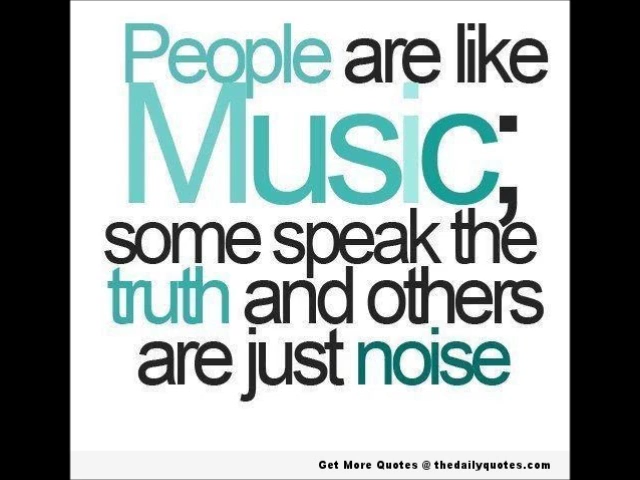 People are like
Music;
some speak the
truth and others
are just noise
Get More Quotes @ thedailyquotes.com